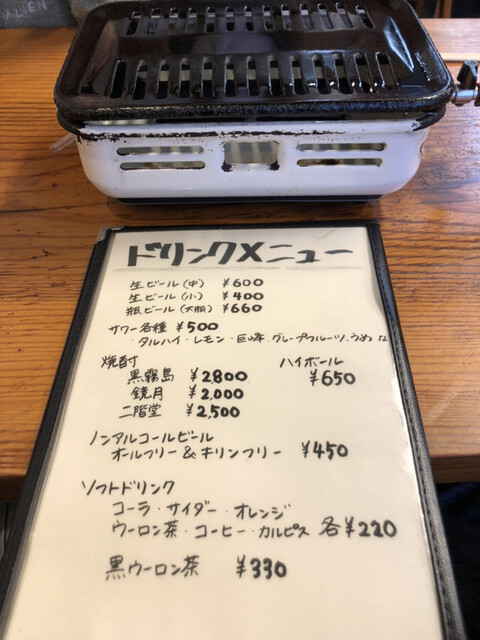 ALIEN
ドリンクメニュー
生ビール(中) ¥600
生ビール(小) ¥400
瓶ビール(大瓶) ¥660
サワー各種 ¥500
・タルハイ・レモン・巨峰・グレープフルーツ・うめ
焼酎 ハイボール
黒霧島 ¥2,800 ¥650
鏡月 ¥2,000
二階堂 ¥2,500
ノンアルコールビール
オールフリー&キリンフリー ¥450
ソフトドリンク
コーラ・サイダー・オレンジ
ウーロン茶・コーヒー・カルピス 各¥220
黒ウーロン茶 ¥330